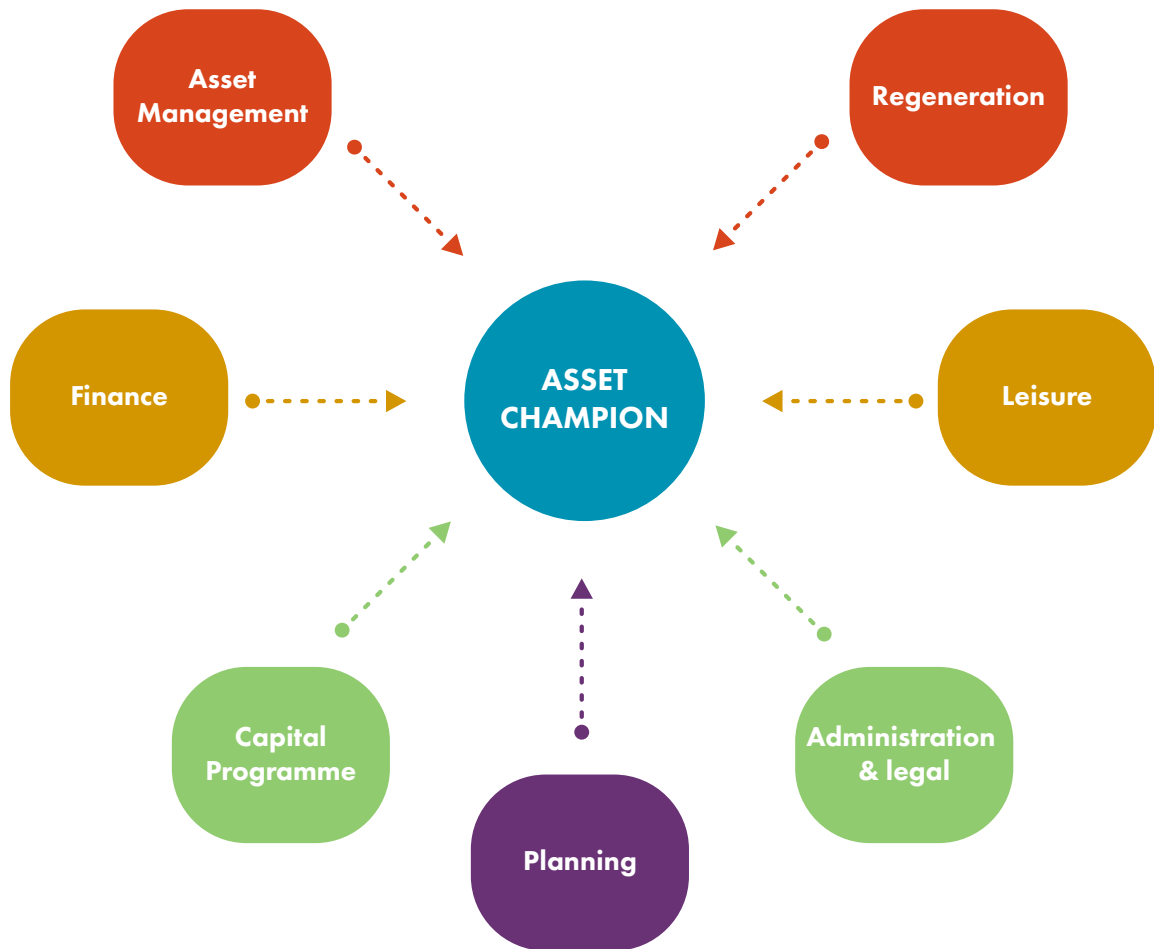 Asset
Management
Regeneration
Finance
ASSET
CHAMPION
Leisure
Capital
Programme
Administration
& legal
Planning